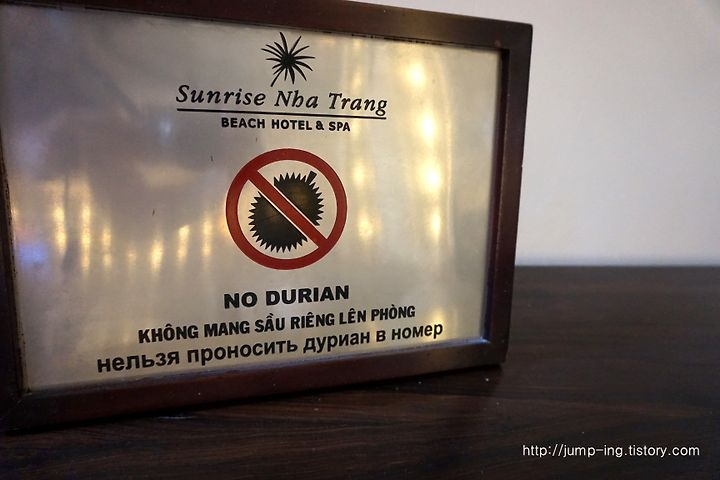 Sunrise Nha Trang
BEACH HOTEL & SPA
NO DURIAN
KHÔNG MANG SẦU RIÊNG LÊN PHÒNG
нельзя проносить дуриан в номер
http://jump-ing.tistory.com